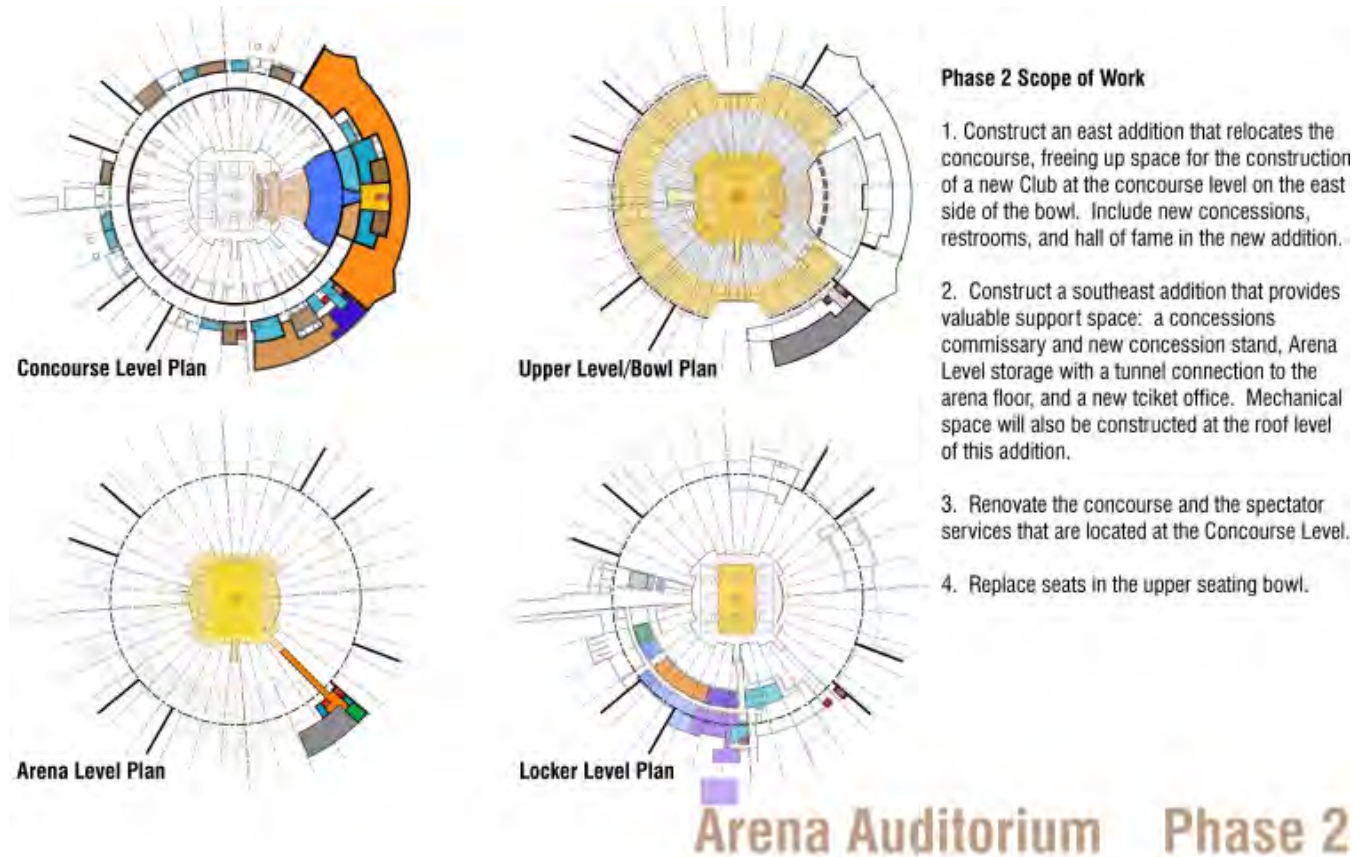 Phase 2 Scope of Work
1. Construct an east addition that relocates the
concourse, freeing up space for the construction
of a new Club at the concourse level on the east
side of the bowl. Include new concessions,
restrooms, and hall of fame in the new addition.
2. Construct a southeast addition that provides
valuable support space: a concessions
commissary and new concession stand, Arena
Level storage with a tunnel connection to the
arena floor, and a new tciket office. Mechanical
space will also be constructed at the roof level
of this addition.
3. Renovate the concourse and the spectator
services that are located at the Concourse Level.
4. Replace seats in the upper seating bowl.
Concourse Level Plan
Upper Level/Bowl Plan
Arena Level Plan
Locker Level Plan
Arena Auditorium Phase 2